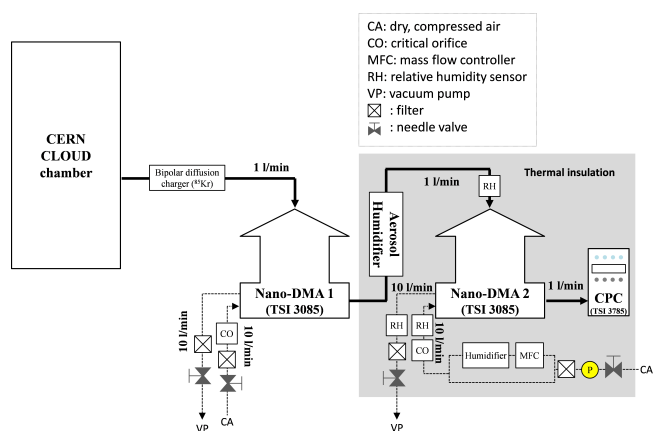 CA: dry, compressed air
CO: critical orifice
MFC: mass flow controller
RH: relative humidity sensor
VP: vacuum pump
: filter
: needle valve
CERN
CLOUD
chamber
Bipolar diffusion
charger (⁸⁵Kr)
1 l/min
1 l/min
RH
Thermal insulation
Aerosol
Humidifier
Nano-DMA 1
(TSI 3085)
10 l/min
Nano-DMA 2
(TSI 3085)
1 l/min
CPC
(TSI 3785)
10 l/min
CO
10 l/min
RH
RH
CO
10 l/min
Humidifier
MFC
P
CA
VP
CA
VP